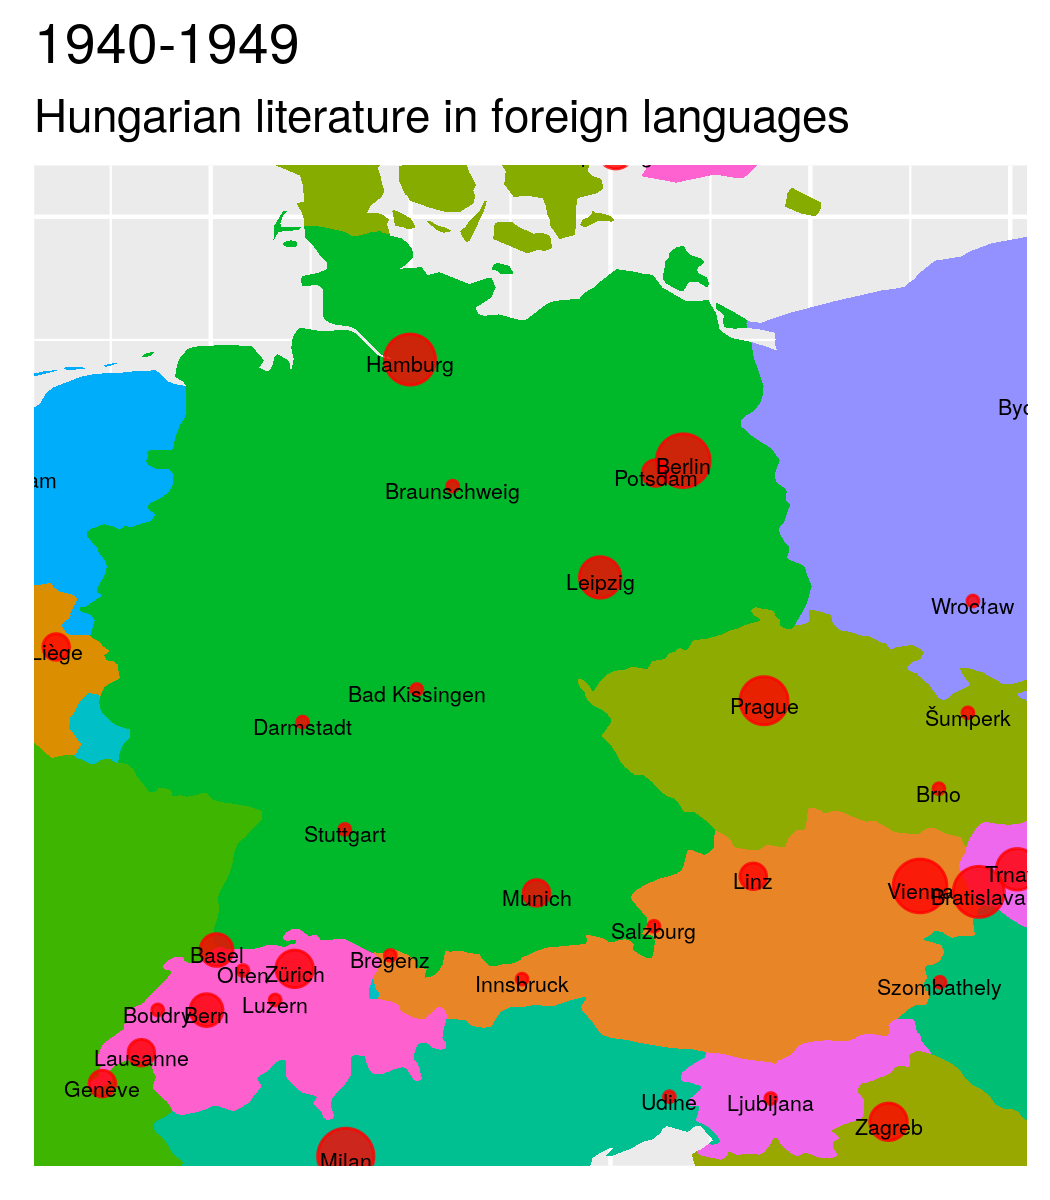 1940-1949
Hungarian literature in foreign languages
Hamburg
Byd
am
Berlin
Potsdam
Braunschweig
Leipzig
Wrocław
Liège
Bad Kissingen
Prague
Šumperk
Darmstadt
Brno
Stuttgart
Linz
Trna
Vienna
Bratislava
Munich
Salzburg
Basel
Bregenz
Olten
Zürich
Innsbruck
Szombathely
Luzern
Boudry
Bern
Lausanne
Genève
Udine
Ljubljana
Zagreb
Milan